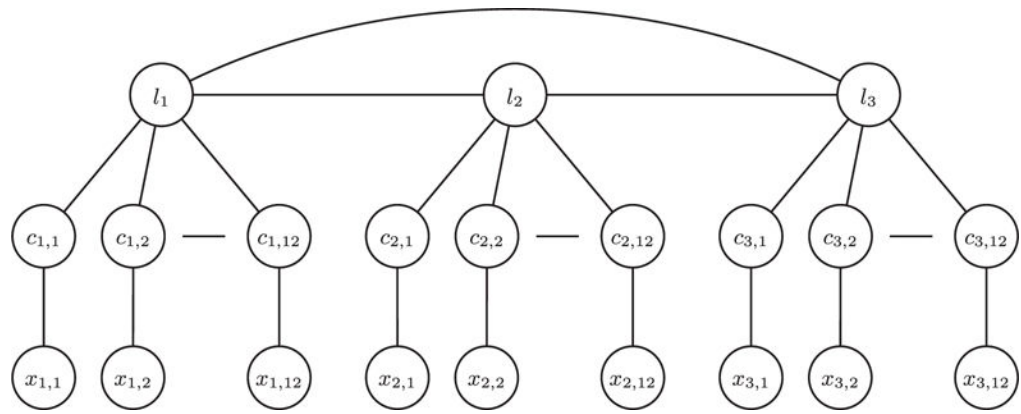 l₁ l₂ l₃
c₁,₁ c₁,₂ — c₁,₁₂ c₂,₁ c₂,₂ — c₂,₁₂ c₃,₁ c₃,₂ — c₃,₁₂
x₁,₁ x₁,₂ x₁,₁₂ x₂,₁ x₂,₂ x₂,₁₂ x₃,₁ x₃,₂ x₃,₁₂